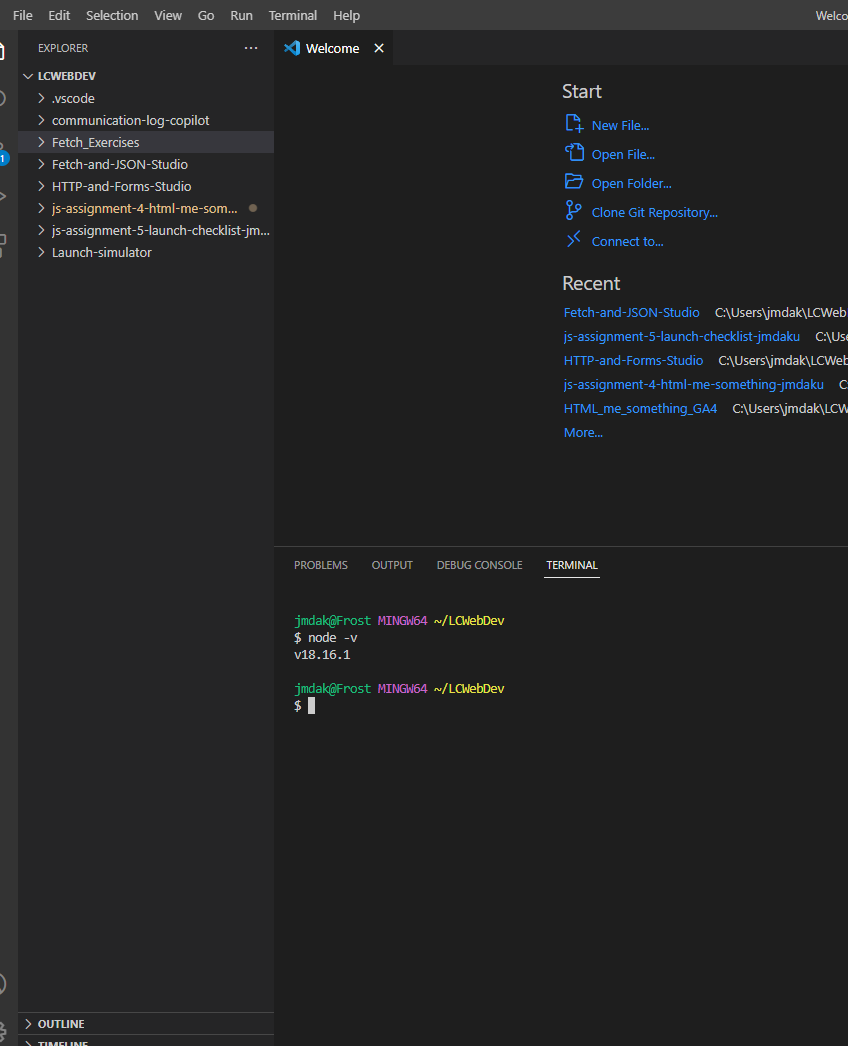 File Edit Selection View Go Run Terminal Help Welco
EXPLORER ...
LCWEBDEV
.vscode
communication-log-copilot
Fetch_Exercises
Fetch-and-JSON-Studio
HTTP-and-Forms-Studio
js-assignment-4-html-me-som...
js-assignment-5-launch-checklist-jm...
Launch-simulator
1
OUTLINE
TIMELINE
Welcome
Start
New File...
Open File...
Open Folder...
Clone Git Repository...
Connect to...
Recent
Fetch-and-JSON-Studio C:\Users\jmdak\LCWeb
js-assignment-5-launch-checklist-jmdaku C:\Use
HTTP-and-Forms-Studio C:\Users\jmdak\LCWeb
js-assignment-4-html-me-something-jmdaku C:
HTML_me_something_GA4 C:\Users\jmdak\LCW
More...
PROBLEMS OUTPUT DEBUG CONSOLE TERMINAL
jmdak@Frost MINGW64 ~/LCWebDev
$ node -v
v18.16.1
jmdak@Frost MINGW64 ~/LCWebDev
$